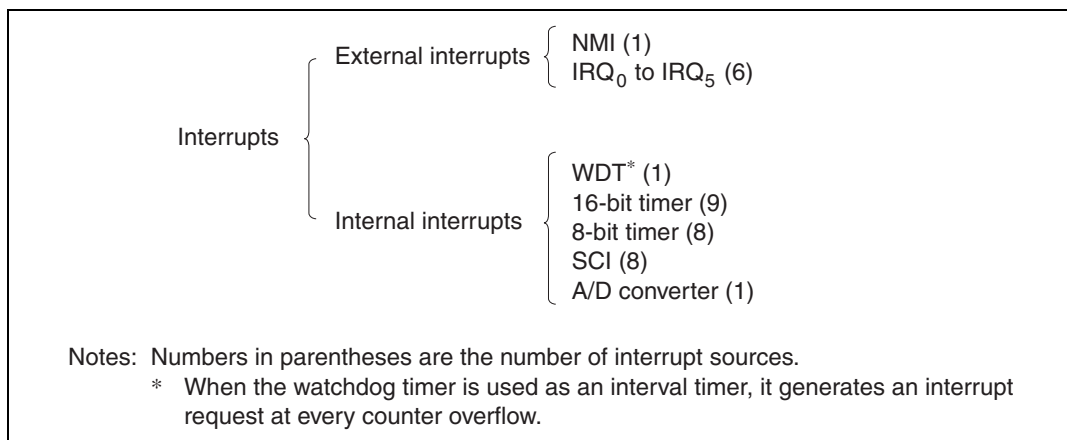 Interrupts
External interrupts
NMI (1)
IRQ0 to IRQ5 (6)
Internal interrupts
WDT* (1)
16-bit timer (9)
8-bit timer (8)
SCI (8)
A/D converter (1)
Notes: Numbers in parentheses are the number of interrupt sources.
* When the watchdog timer is used as an interval timer, it generates an interrupt
request at every counter overflow.